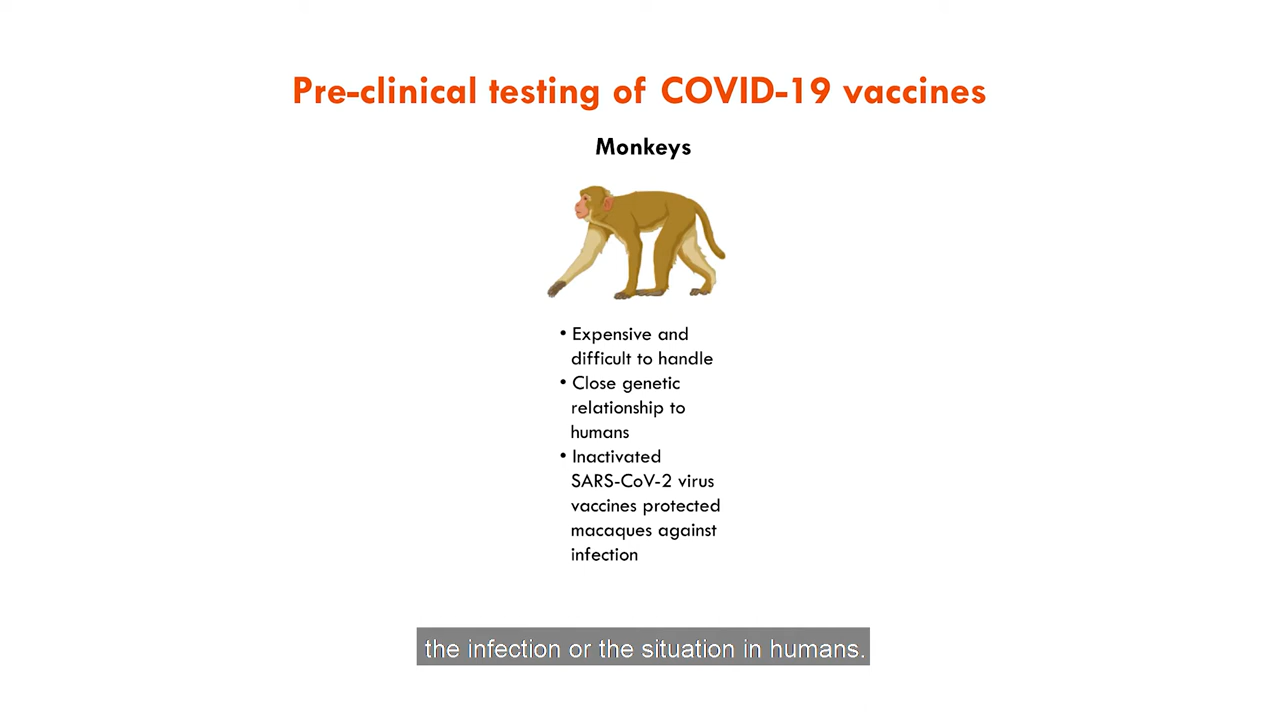 Pre-clinical testing of COVID-19 vaccines
Monkeys
• Expensive and
difficult to handle
• Close genetic
relationship to
humans
• Inactivated
SARS-CoV-2 virus
vaccines protected
macaques against
infection
the infection or the situation in humans.